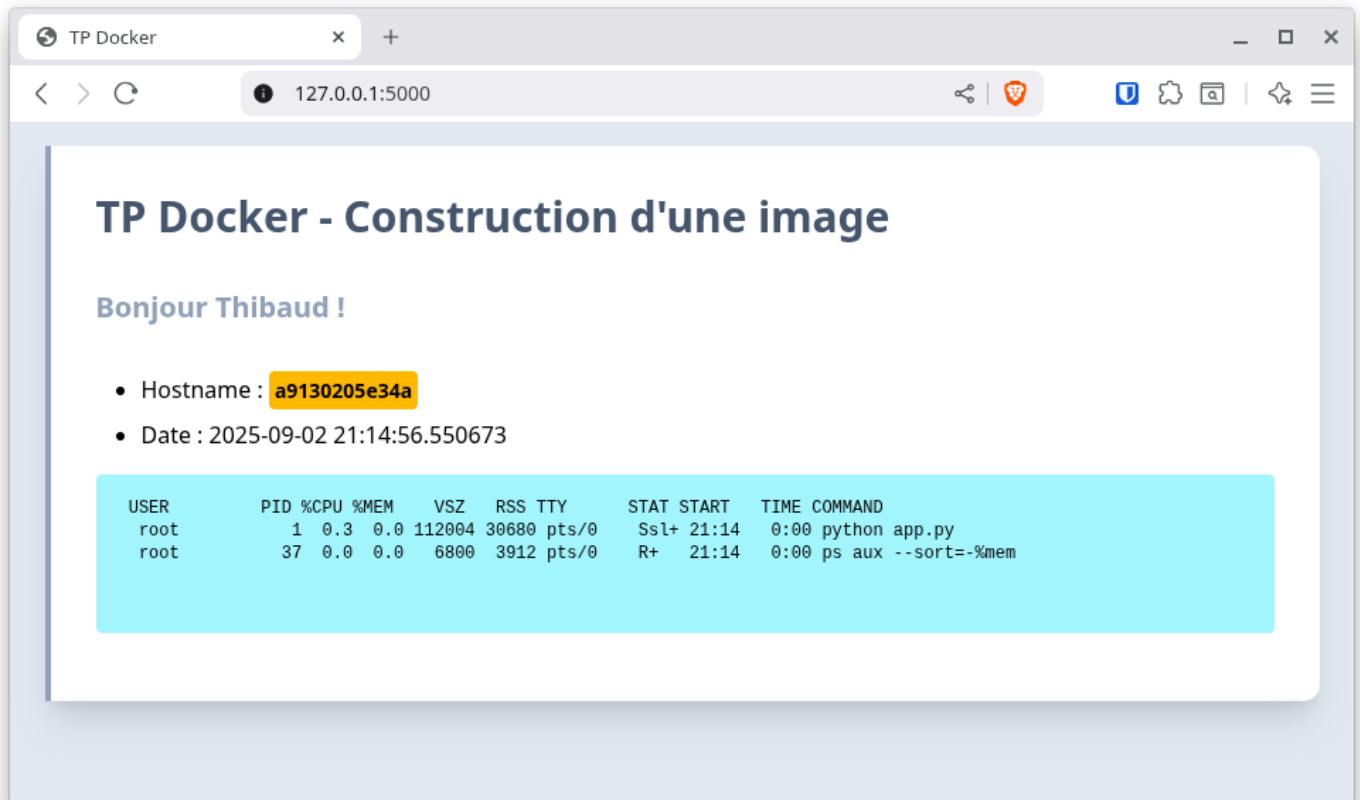 TP Docker
127.0.0.1:5000
TP Docker - Construction d'une image
Bonjour Thibaud !
Hostname : a9130205e34a
Date : 2025-09-02 21:14:56.550673
USER         PID %CPU %MEM    VSZ   RSS TTY      STAT START   TIME COMMAND
root           1  0.3  0.0 112004 30680 pts/0    Ssl+ 21:14   0:00 python app.py
root          37  0.0  0.0   6800  3912 pts/0    R+   21:14   0:00 ps aux --sort=-%mem